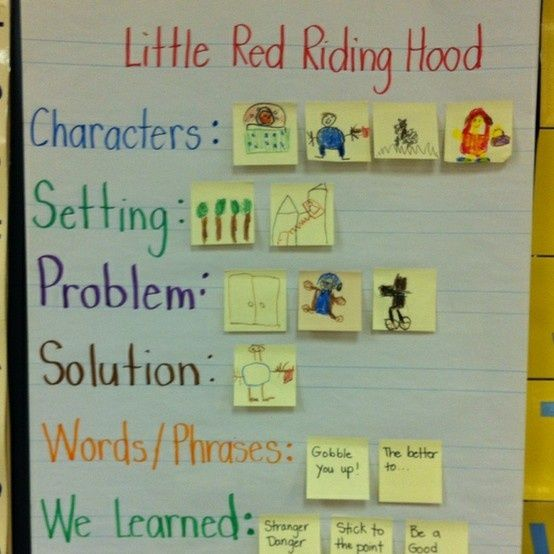 Little Red Riding Hood
Characters:
Setting:
Problem:
Solution:
Words/Phrases:
Gobble
you up!
The better
to...
We Learned:
Stranger
Danger
Stick to
the point
Be a
Good